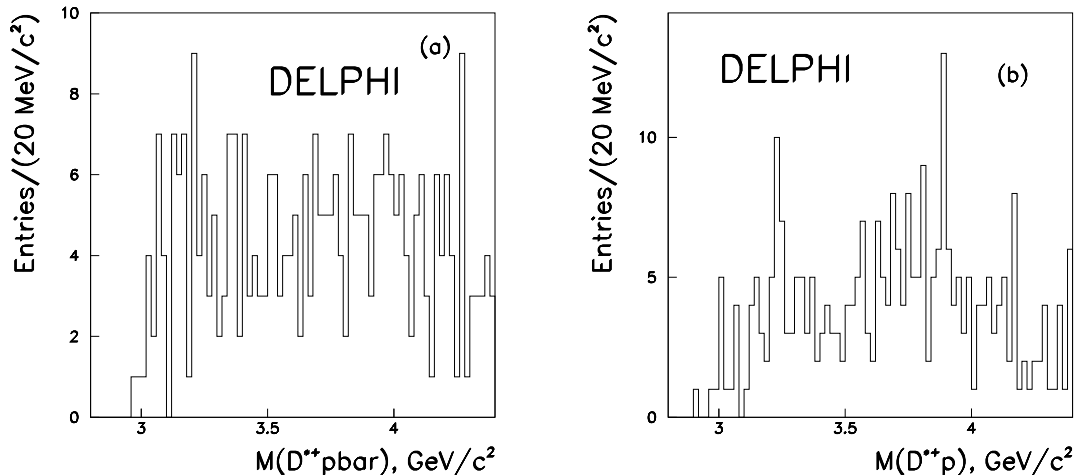 Entries/(20 MeV/c²)
10
8
6
4
2
0
(a)
DELPHI
3
3.5
4
M(D*⁺pbar), GeV/c²
Entries/(20 MeV/c²)
10
5
0
DELPHI
(b)
3
3.5
4
M(D*⁺p), GeV/c²